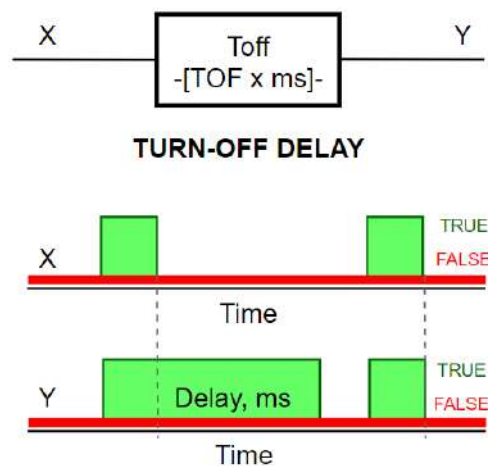 X
Y
Toff
-[TOF x ms]-
TURN-OFF DELAY
TRUE
X
FALSE
Time
TRUE
Y
Delay, ms
FALSE
Time